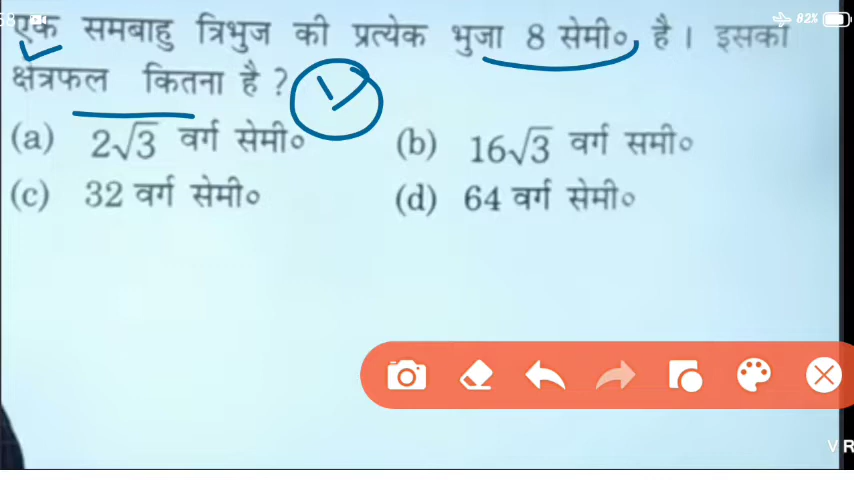 एक समबाहु त्रिभुज की प्रत्येक भुजा 8 सेमी० है। इसका
82%
क्षेत्रफल कितना है ?
(a) 2√3 वर्ग सेमी०
(b) 16√3 वर्ग समी०
(c) 32 वर्ग सेमी०
(d) 64 वर्ग सेमी०
V R